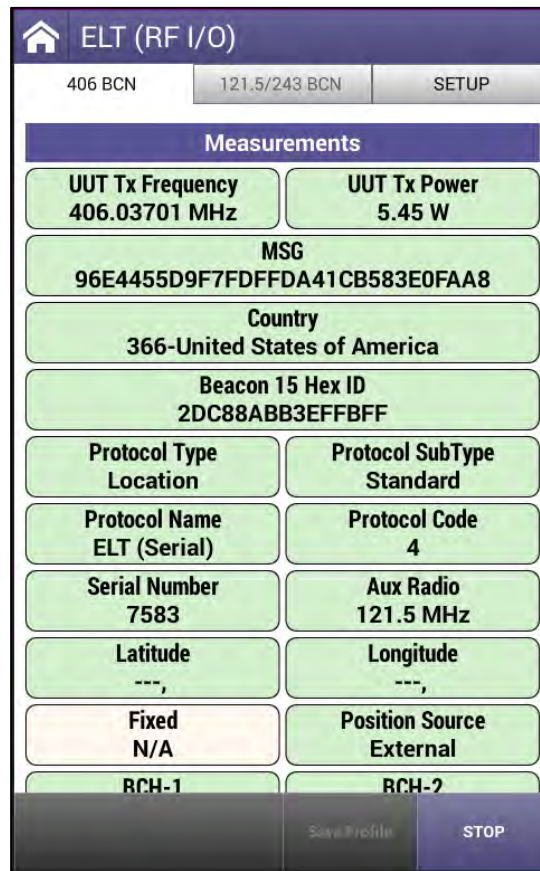 ELT (RF I/O)
406 BCN 121.5/243 BCN SETUP
Measurements
UUT Tx Frequency UUT Tx Power
406.03701 MHz 5.45 W
MSG
96E4455D9F7FDFFDA41CB583E0FAA8
Country
366-United States of America
Beacon 15 Hex ID
2DC88ABB3EFFBFF
Protocol Type Protocol SubType
Location Standard
Protocol Name Protocol Code
ELT (Serial) 4
Serial Number Aux Radio
7583 121.5 MHz
Latitude Longitude
---, ---,
Fixed Position Source
N/A External
BCH-1 BCH-2
Save Profile STOP